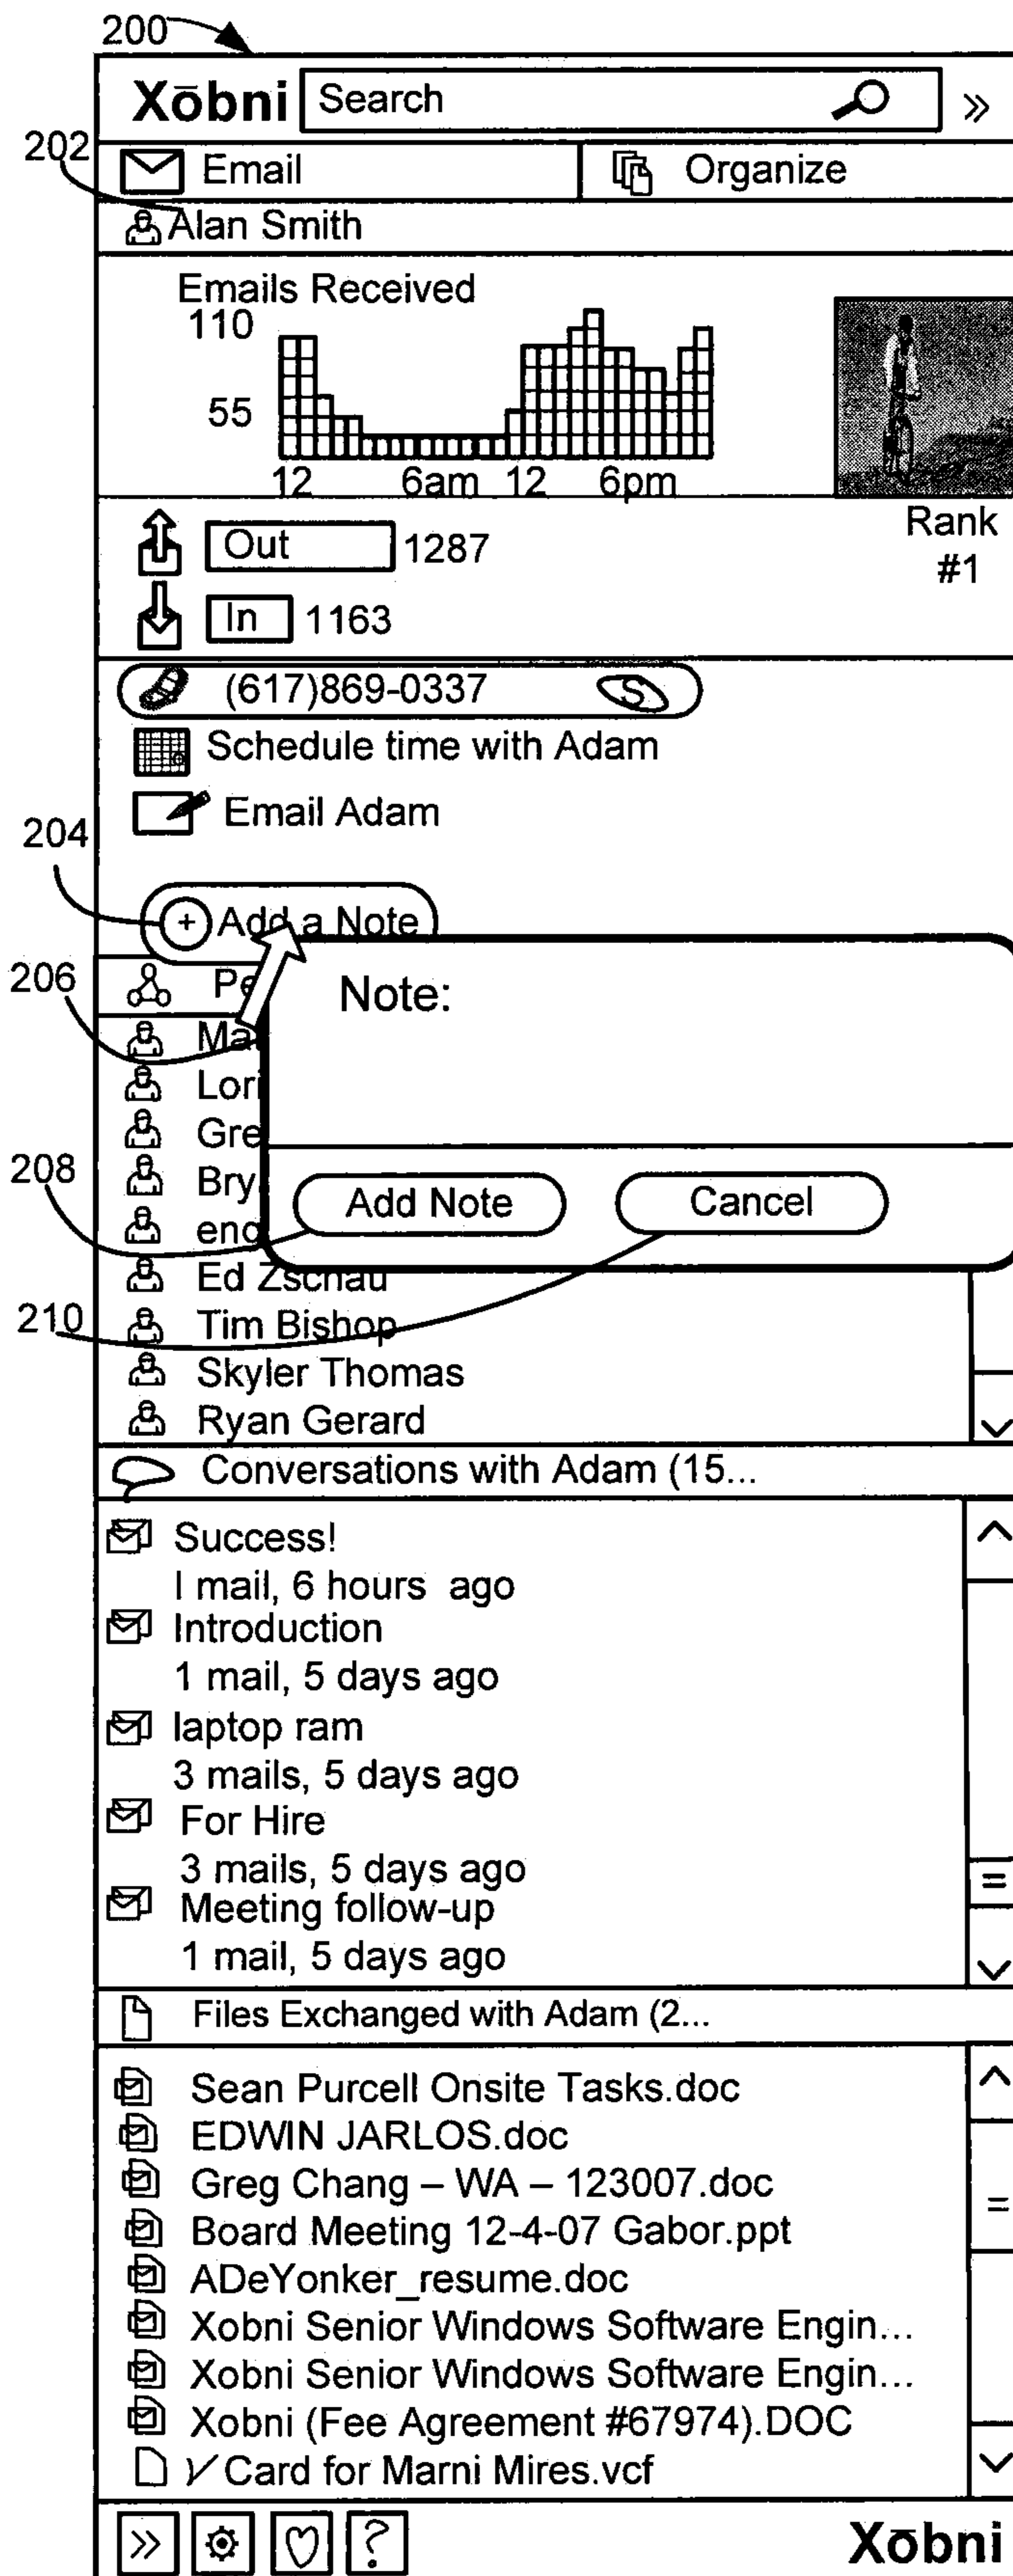 200
Xōbni Search »
202
Email Organize
Alan Smith
Emails Received
110
55
12 6am 12 6pm
Rank
#1
Out 1287
In 1163
(617)869-0337 S
Schedule time with Adam
Email Adam
204
+ Add a Note
206
Pe
Note:
Ma
Lori
Gre
208
Bry
Add Note Cancel
enc
Ed Zschau
210
Tim Bishop
Skyler Thomas
Ryan Gerard
Conversations with Adam (15...
Success!
I mail, 6 hours ago
Introduction
1 mail, 5 days ago
laptop ram
3 mails, 5 days ago
For Hire
3 mails, 5 days ago
Meeting follow-up
1 mail, 5 days ago
Files Exchanged with Adam (2...
Sean Purcell Onsite Tasks.doc
EDWIN JARLOS.doc
Greg Chang – WA – 123007.doc
Board Meeting 12-4-07 Gabor.ppt
ADeYonker_resume.doc
Xobni Senior Windows Software Engin...
Xobni Senior Windows Software Engin...
Xobni (Fee Agreement #67974).DOC
V Card for Marni Mires.vcf
» ? Xōbni